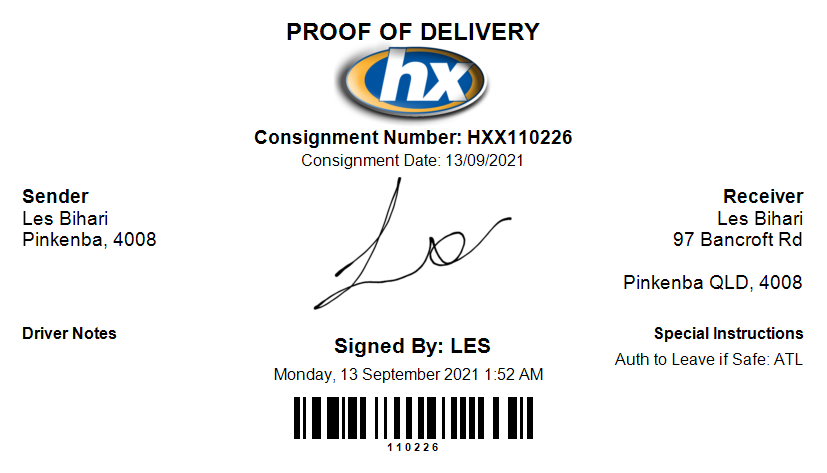 PROOF OF DELIVERY
hx
Consignment Number: HXX110226
Consignment Date: 13/09/2021
Sender
Les Bihari
Pinkenba, 4008
Receiver
Les Bihari
97 Bancroft Rd
Pinkenba QLD, 4008
Les
Driver Notes
Signed By: LES
Monday, 13 September 2021 1:52 AM
Special Instructions
Auth to Leave if Safe: ATL
110226